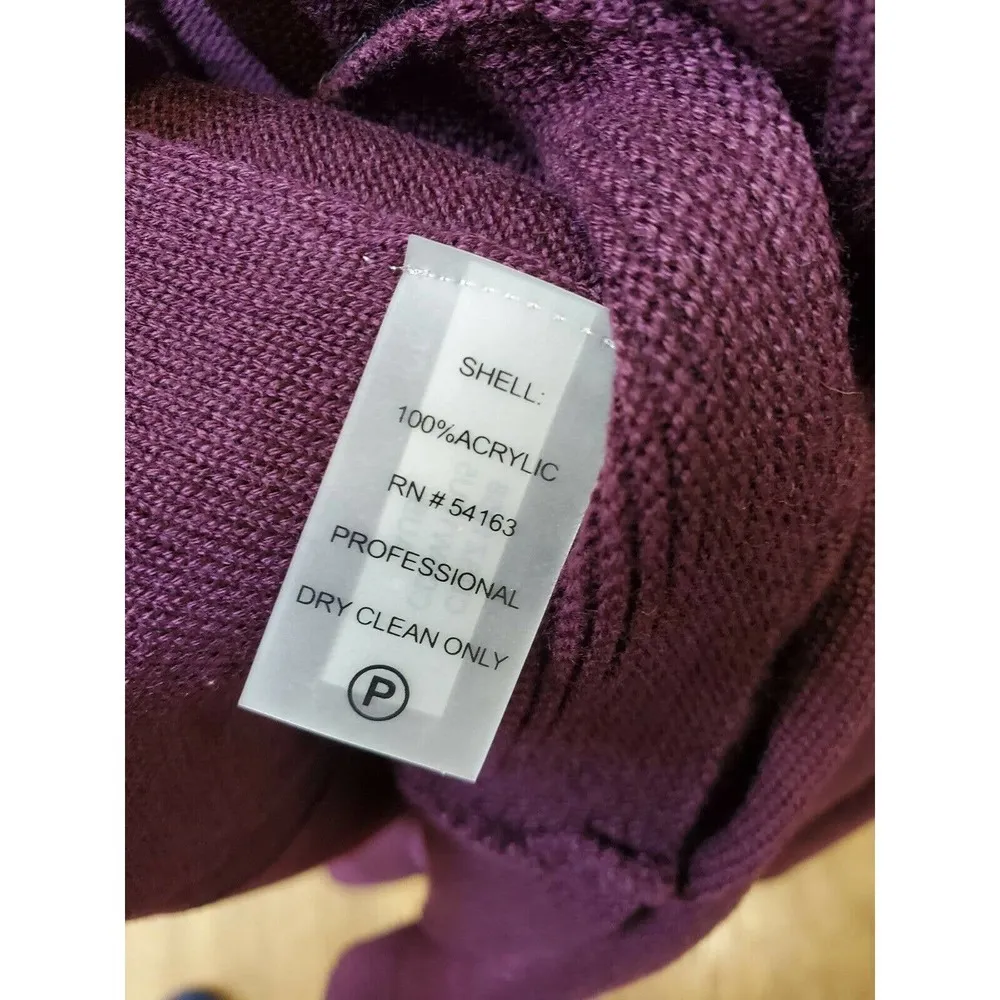 SHELL:
100%ACRYLIC
RN # 54163
PROFESSIONAL
DRY CLEAN ONLY
P